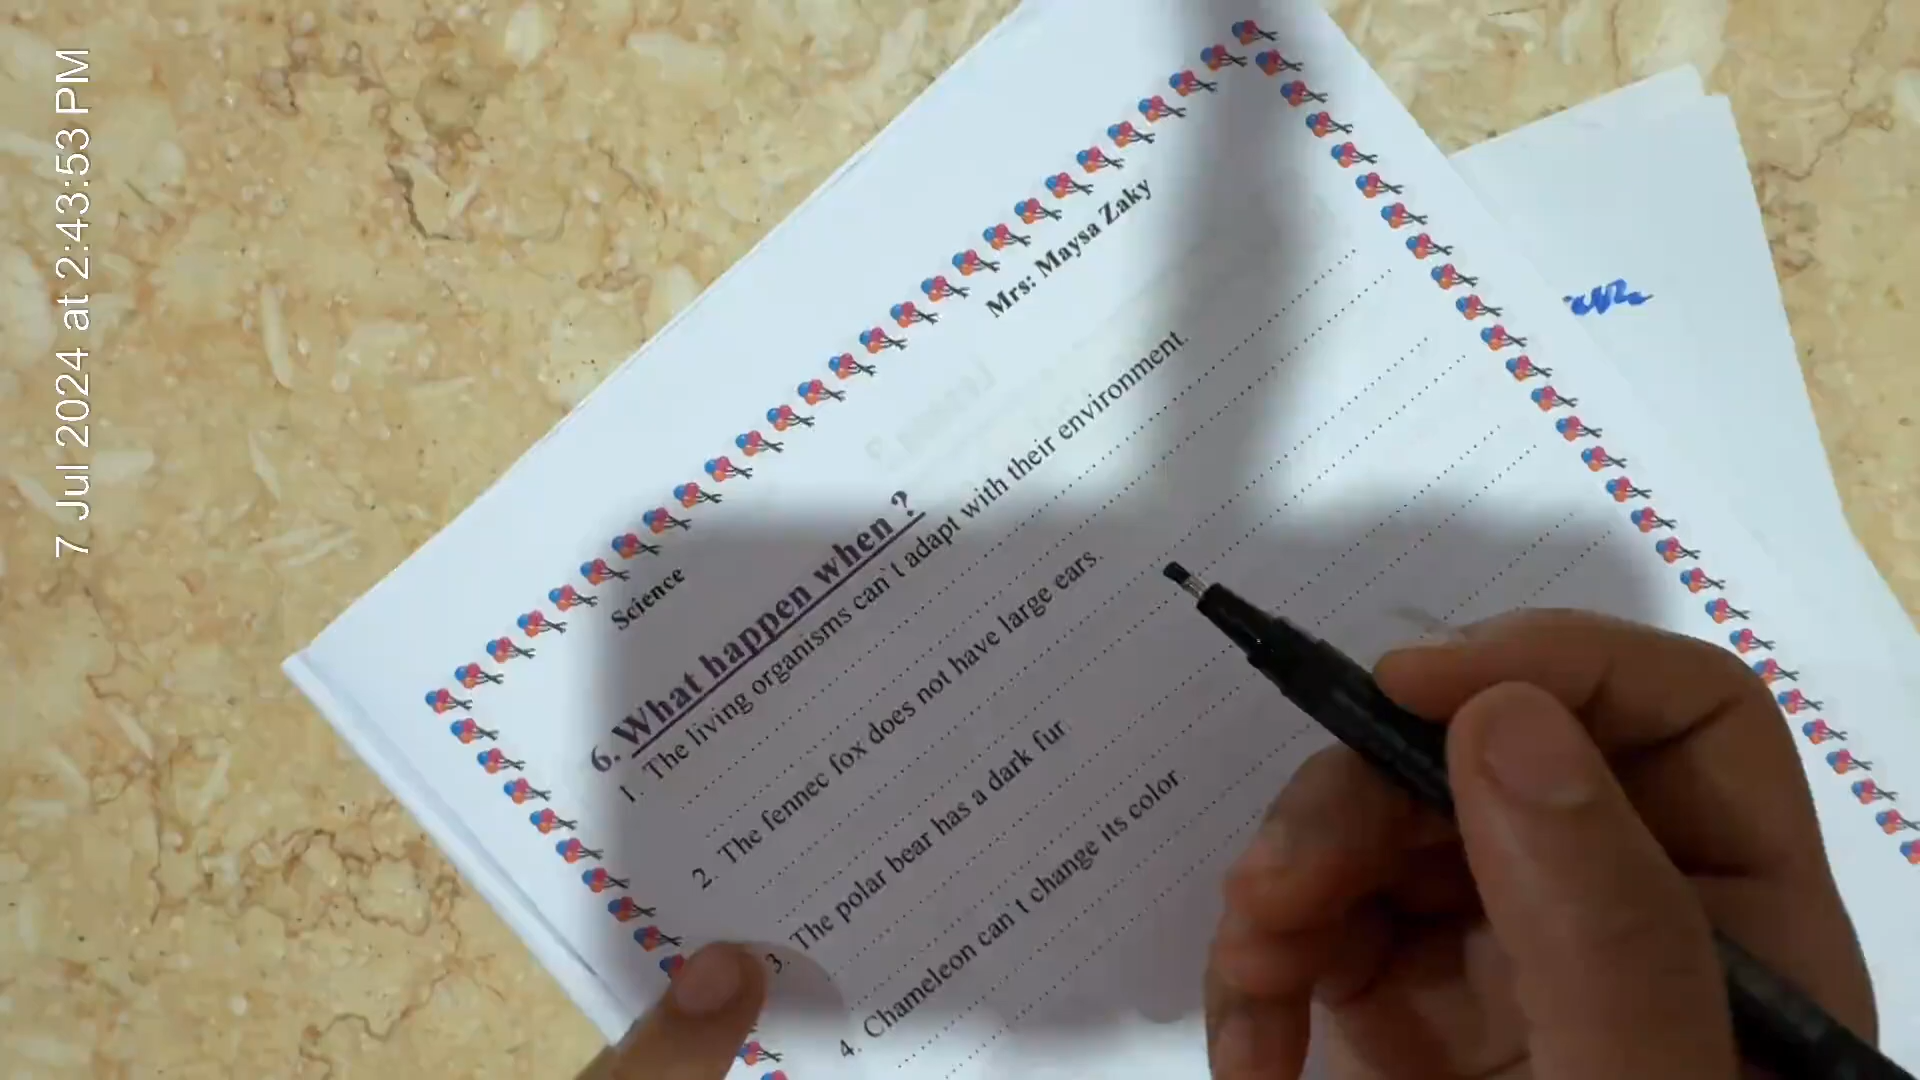 7 Jul 2024 at 2:43:53 PM
Science
Mrs: Maysa Zaky
6. What happen when ?
1. The living organisms can`t adapt with their environment.
2. The fennec fox does not have large ears.
3. The polar bear has a dark fur.
4. Chameleon can`t change its color.